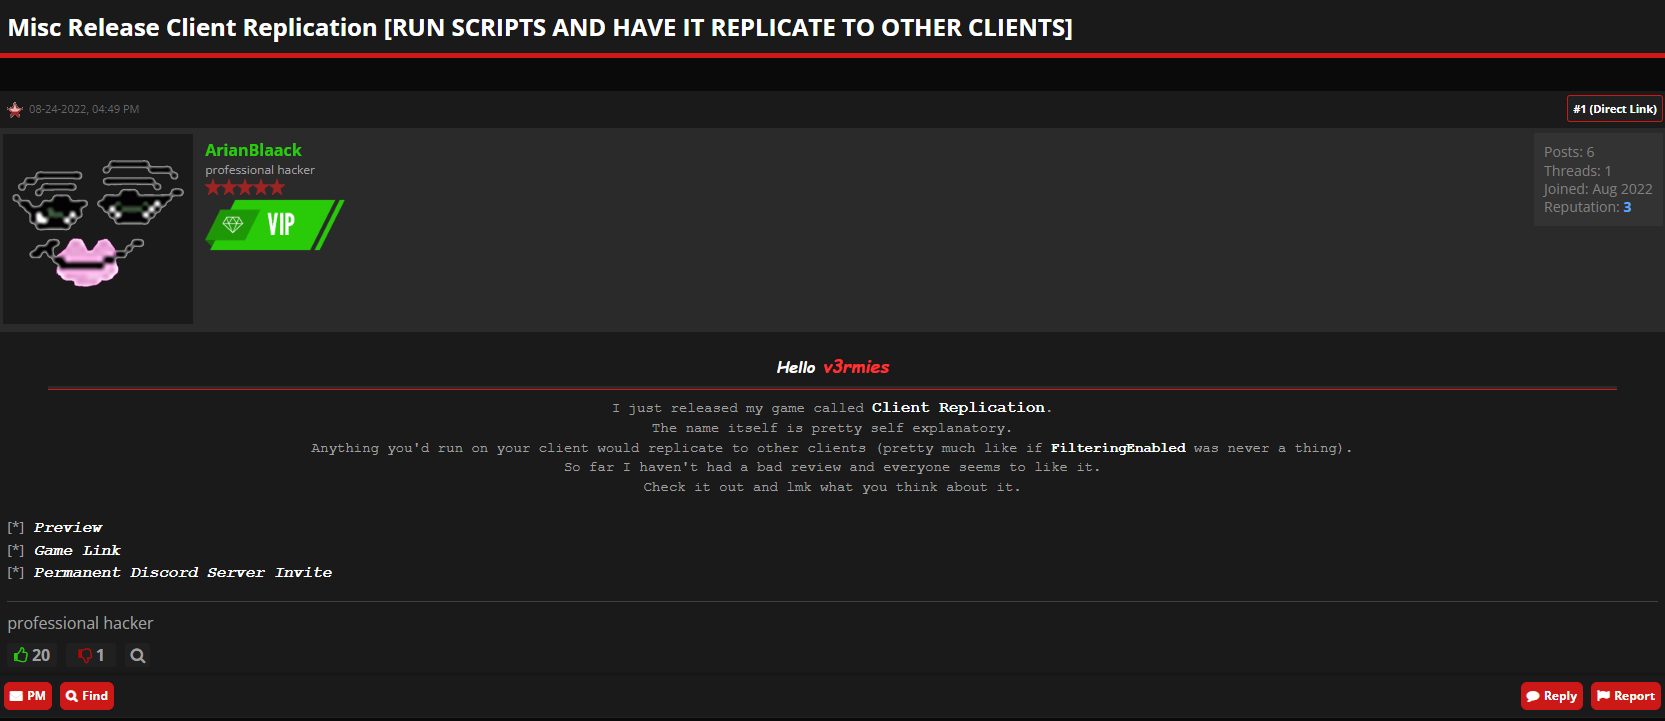 Misc Release Client Replication [RUN SCRIPTS AND HAVE IT REPLICATE TO OTHER CLIENTS]
08-24-2022, 04:49 PM
#1 (Direct Link)
ArianBlaack
professional hacker
VIP
Posts: 6
Threads: 1
Joined: Aug 2022
Reputation: 3
Hello v3rmies
I just released my game called Client Replication.
The name itself is pretty self explanatory.
Anything you'd run on your client would replicate to other clients (pretty much like if FilteringEnabled was never a thing).
So far I haven't had a bad review and everyone seems to like it.
Check it out and lmk what you think about it.
[*] Preview
[*] Game Link
[*] Permanent Discord Server Invite
professional hacker
20 1
PM Find Reply Report